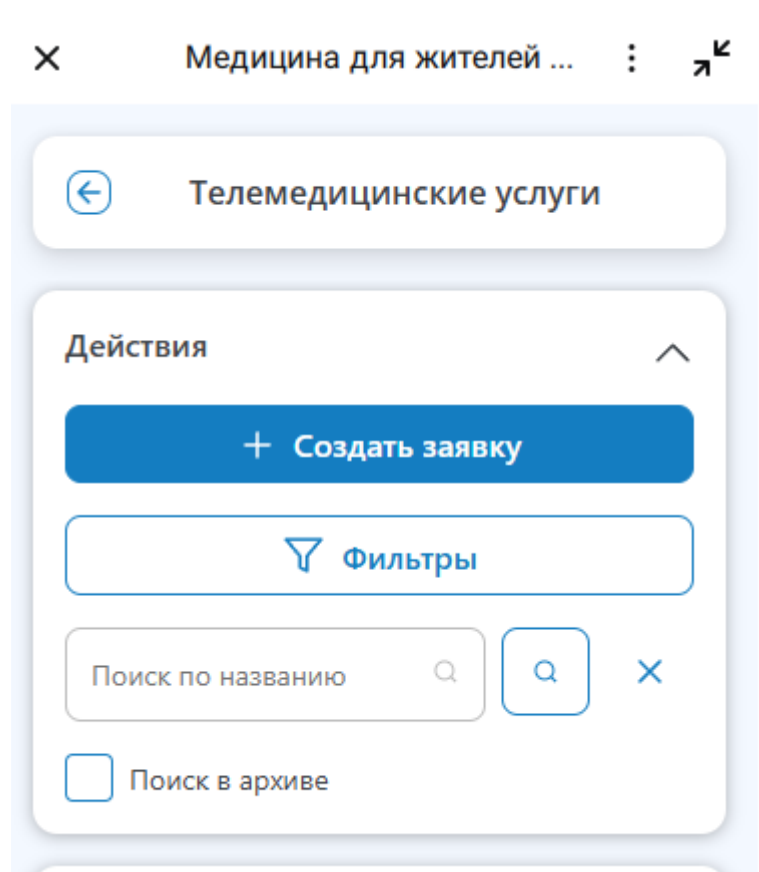 Медицина для жителей ...
Телемедицинские услуги
Действия
Создать заявку
Фильтры
Поиск по названию
Поиск в архиве